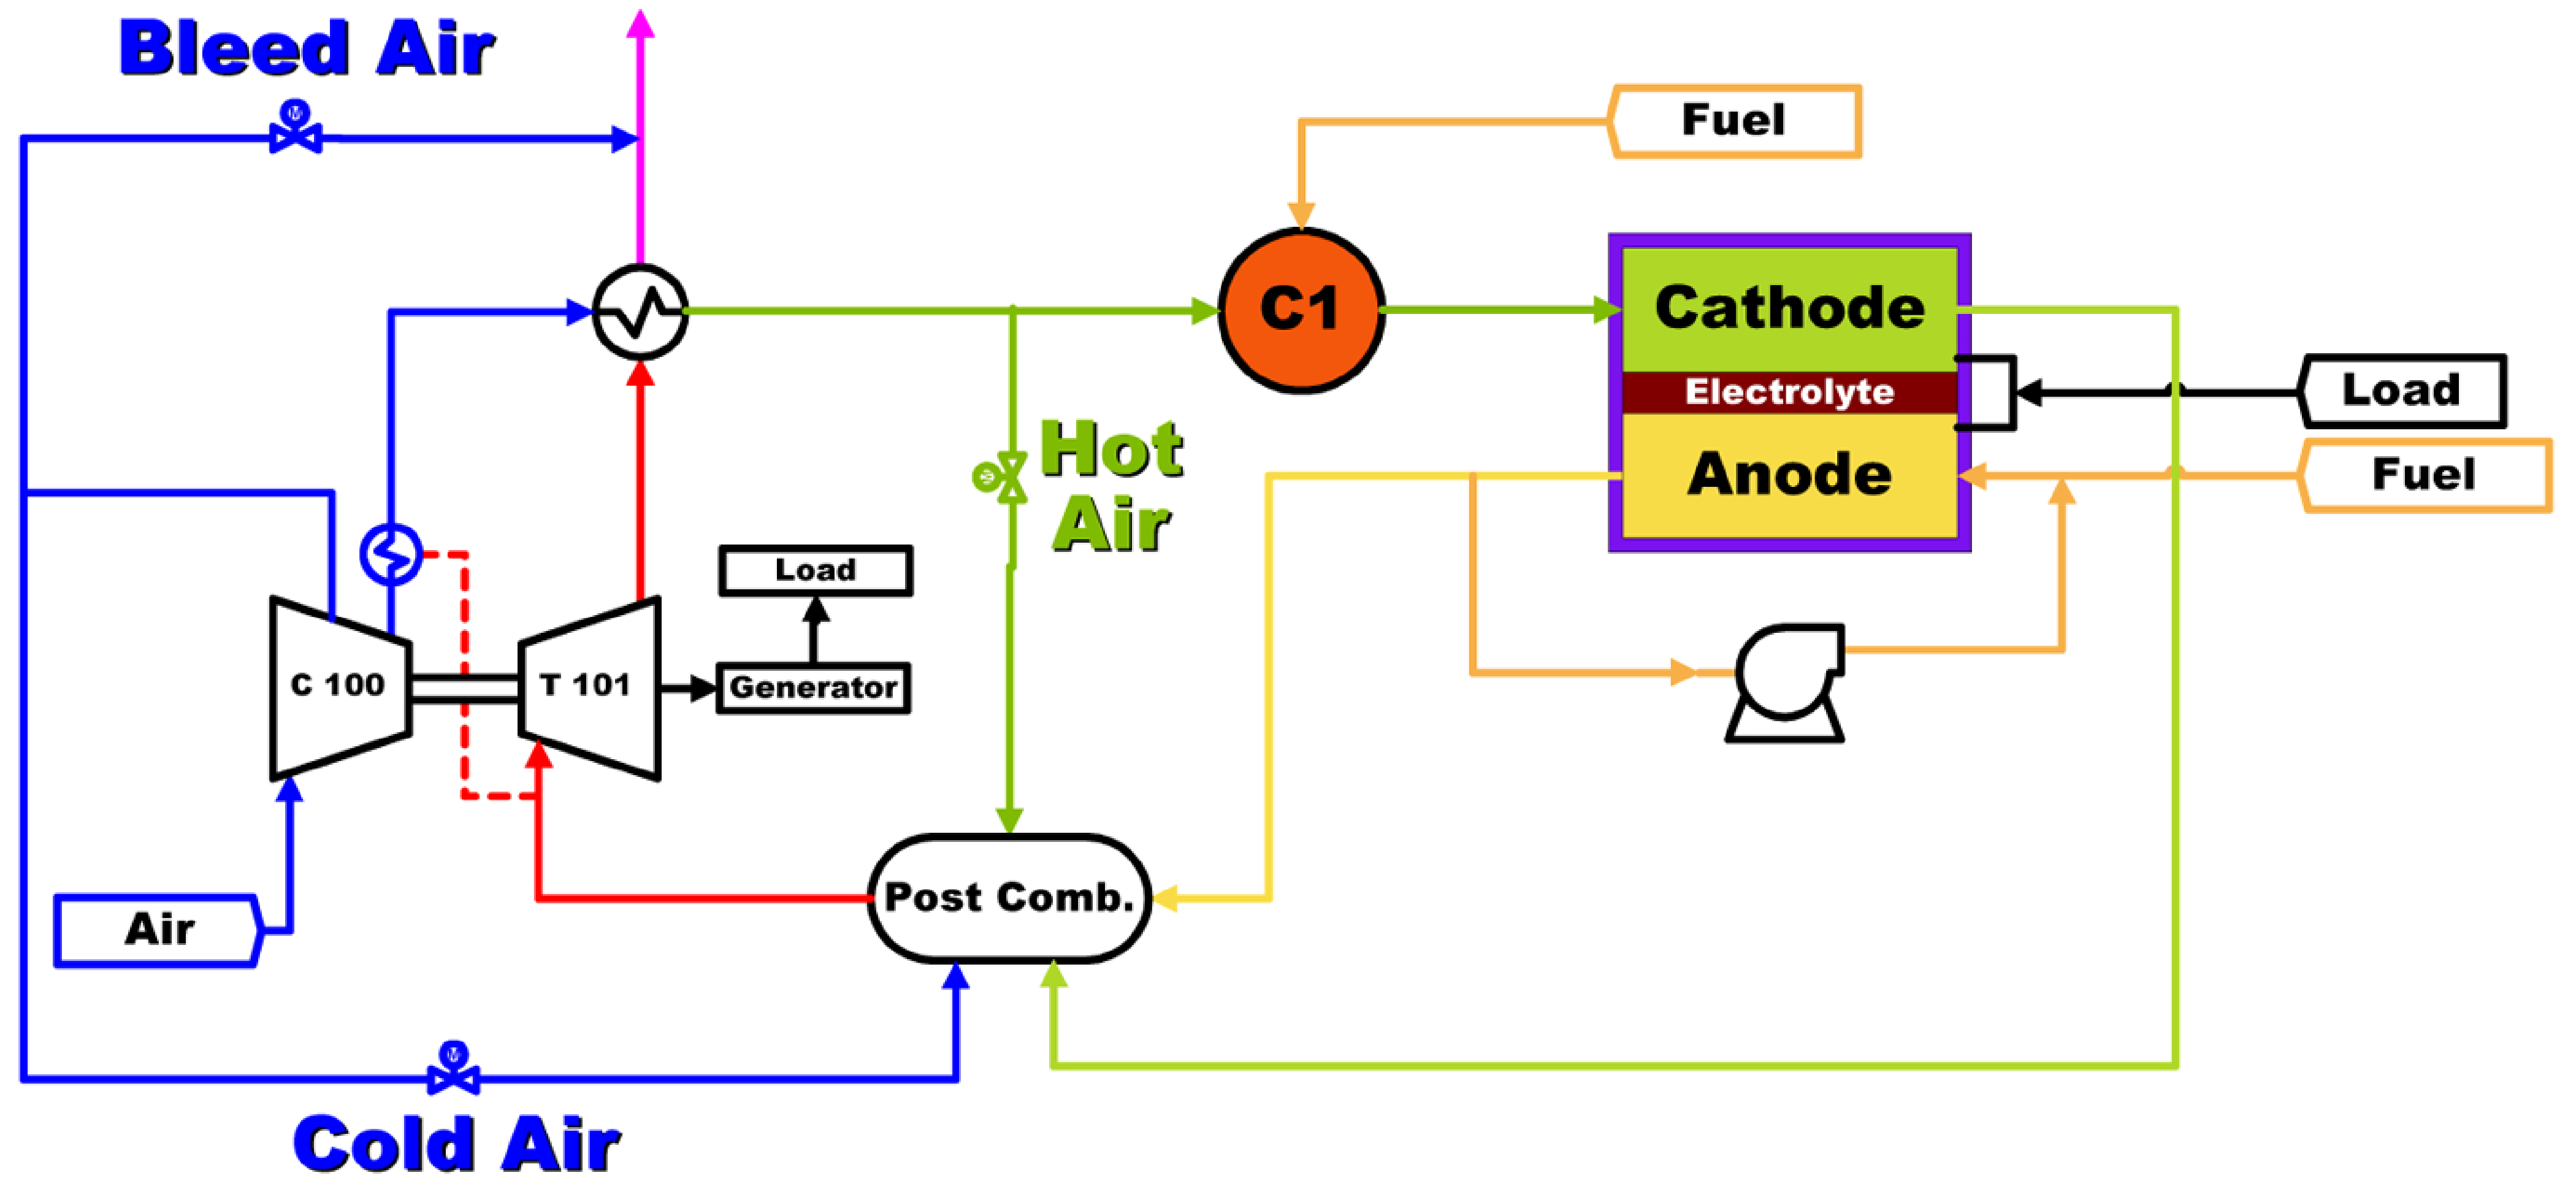 Bleed Air
M
Fuel
C1
Cathode
Electrolyte
Anode
Load
Fuel
Hot
Air
M
Load
Generator
C 100
T 101
Air
Post Comb.
M
Cold Air